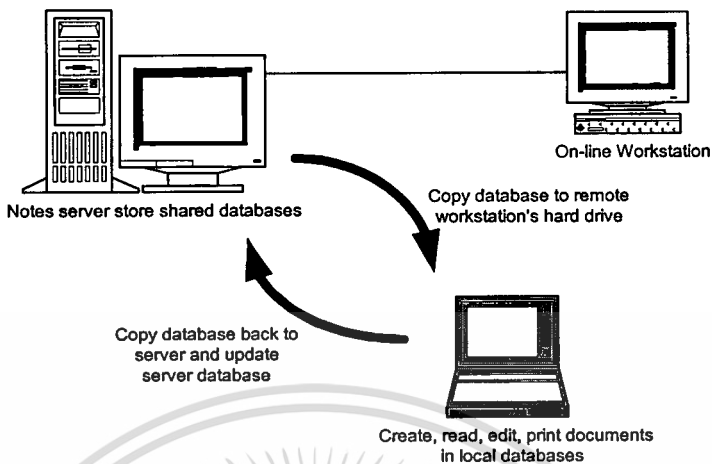 On-line Workstation
Notes server store shared databases
Copy database to remote
workstation's hard drive
Copy database back to
server and update
server database
Create, read, edit, print documents
in local databases